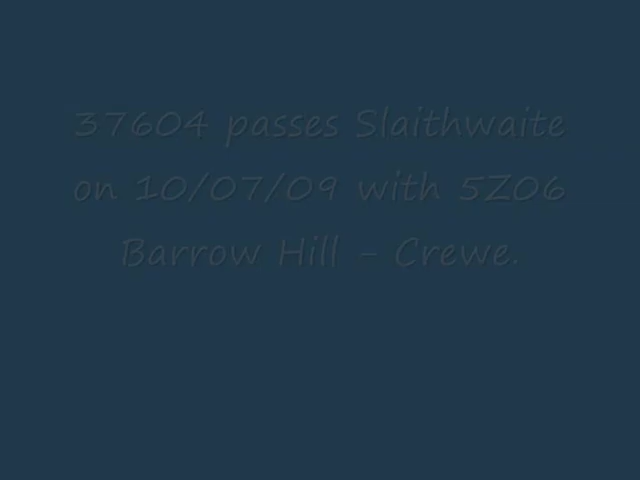 37604 passes Slaithwaite
on 10/07/09 with 5Z06
Barrow Hill - Crewe.